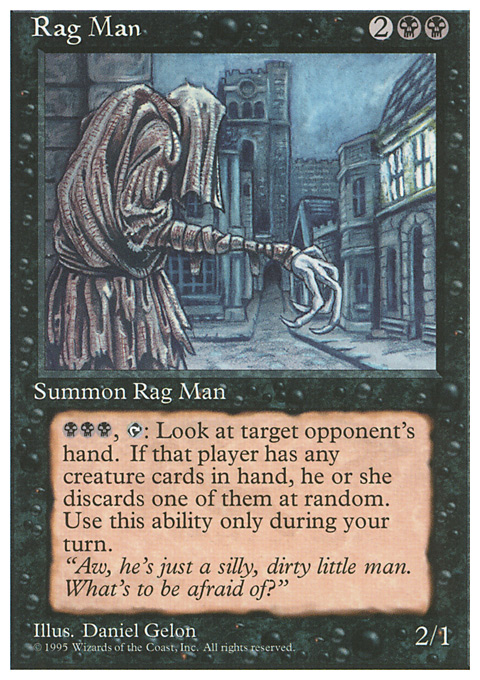 Rag Man 2
Summon Rag Man
, : Look at target opponent's
hand. If that player has any
creature cards in hand, he or she
discards one of them at random.
Use this ability only during your
turn.
"Aw, he's just a silly, dirty little man.
What's to be afraid of?"
Illus. Daniel Gelon
2/1
© 1995 Wizards of the Coast, Inc. All rights reserved.